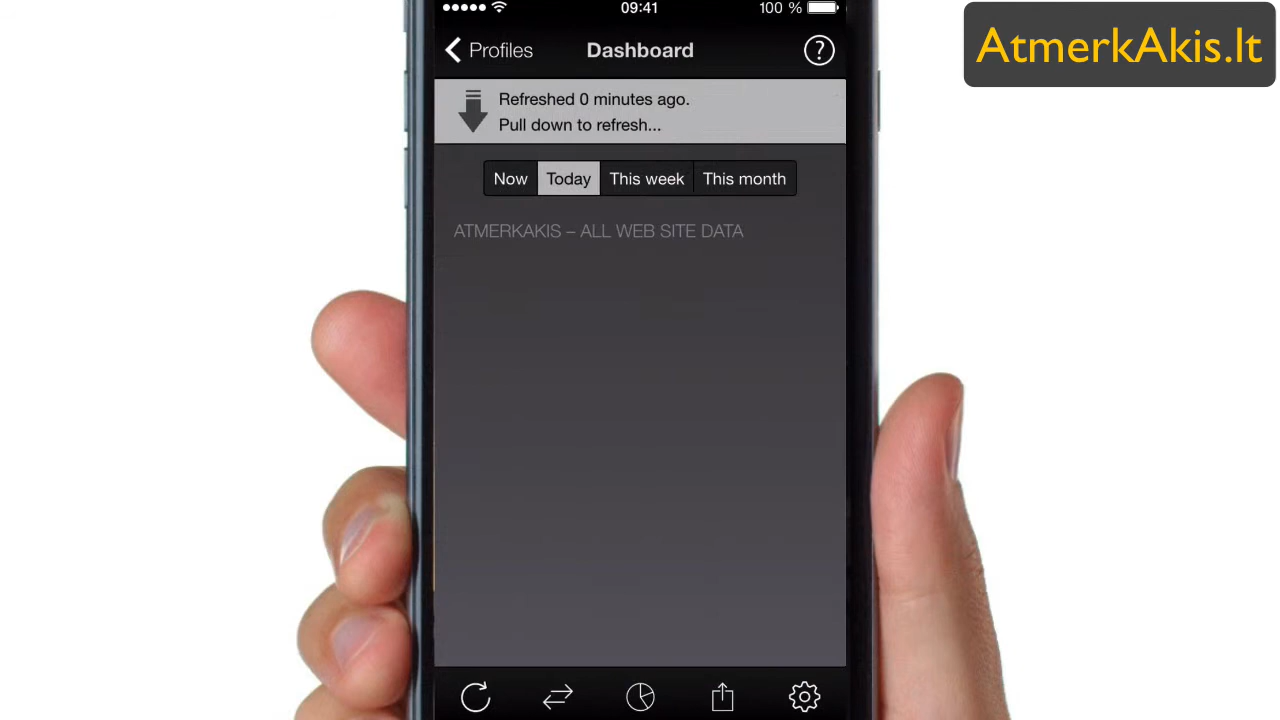 09:41 100 %
AtmerkAkis.lt
Profiles Dashboard ?
Refreshed 0 minutes ago.
Pull down to refresh...
Now Today This week This month
ATMERKAKIS – ALL WEB SITE DATA